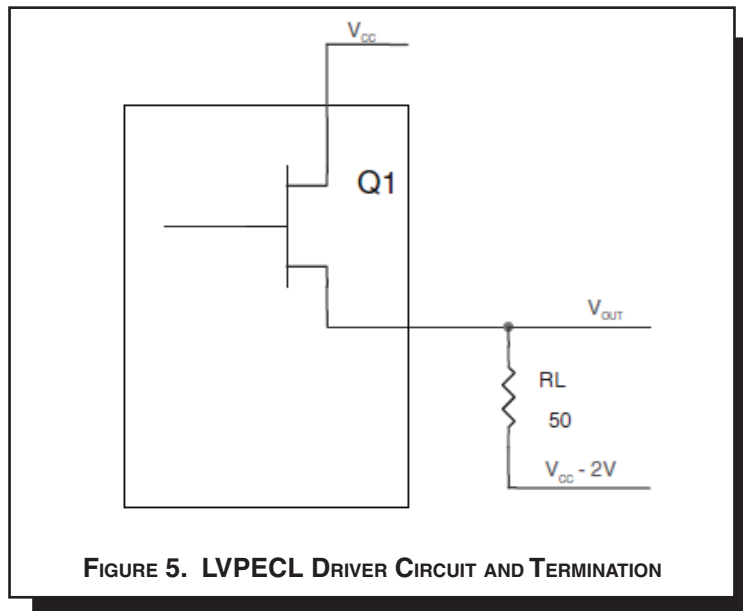 V_CC
Q1
V_OUT
RL
50
V_CC - 2V
FIGURE 5. LVPECL DRIVER CIRCUIT AND TERMINATION